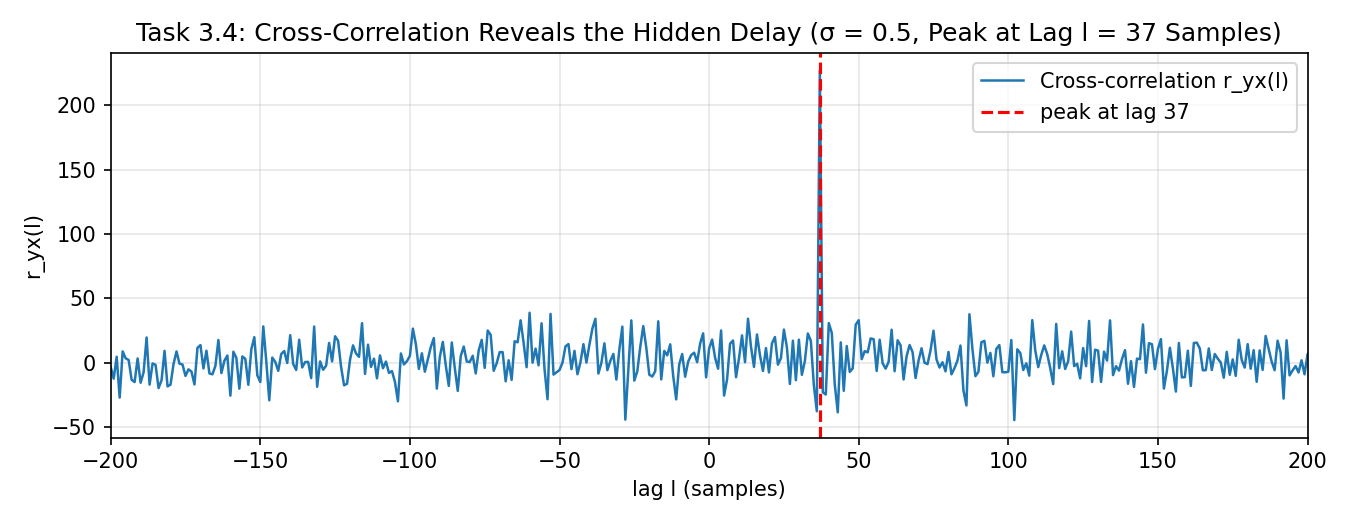 Task 3.4: Cross-Correlation Reveals the Hidden Delay (σ = 0.5, Peak at Lag l = 37 Samples)
Cross-correlation r_yx(l)
peak at lag 37
r_yx(l)
200
150
100
50
0
−50
−200 −150 −100 −50 0 50 100 150 200
lag l (samples)